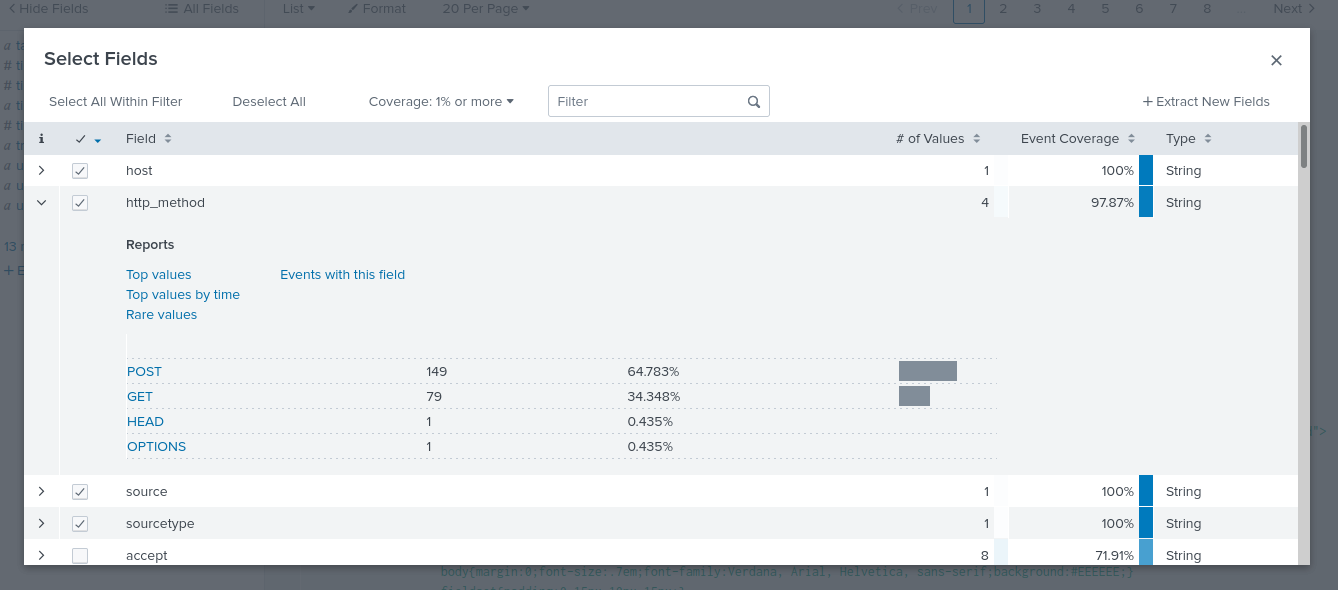 Hide Fields All Fields List Format 20 Per Page Prev 1 2 3 4 5 6 7 8 Next
Select Fields
Select All Within Filter Deselect All Coverage: 1% or more Filter + Extract New Fields
i Field # of Values Event Coverage Type
host 1 100% String
http_method 4 97.87% String
Reports
Top values Events with this field
Top values by time
Rare values
POST 149 64.783%
GET 79 34.348%
HEAD 1 0.435%
OPTIONS 1 0.435%
source 1 100% String
sourcetype 1 100% String
accept 8 71.91% String
body{margin:0;font-size:.7em;font-family:Verdana, Arial, Helvetica, sans-serif;background:#EEEEEE;}